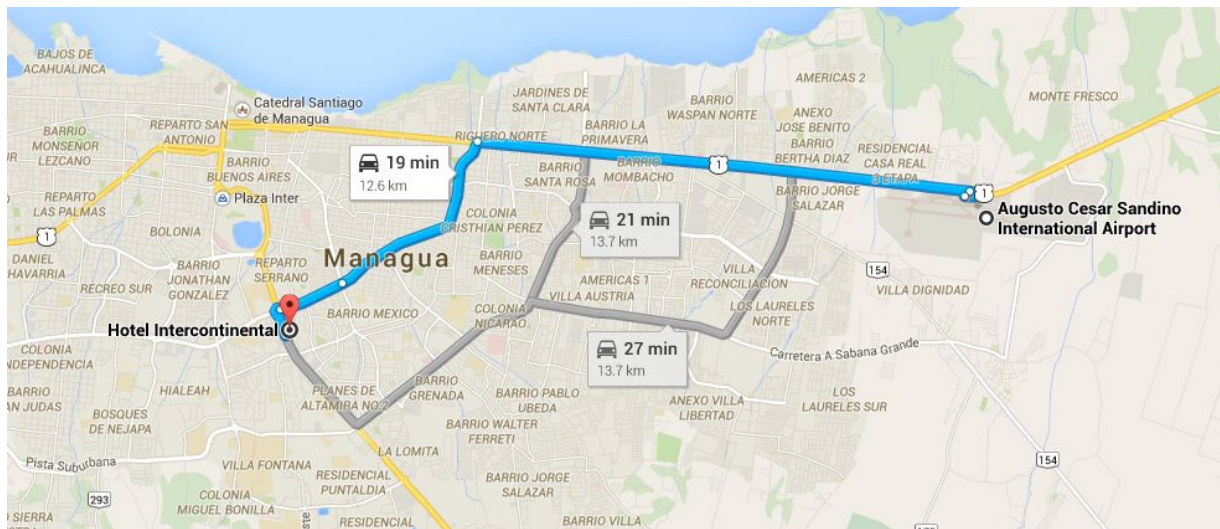 BAJOS DE
ACAHUALINCA
Catedral Santiago
de Managua
REPARTO SAN
ANTONIO
BARRIO
MONSEÑOR
LEZCANO
BARRIO
BUENOS AIRES
REPARTO
LAS PALMAS
Plaza Inter
1
BOLONIA
DANIEL
CHAVARRIA
RECREO SUR
BARRIO
JONATHAN
GONZALEZ
REPARTO
SERRANO
Managua
19 min
12.6 km
RIGUERO NORTE
JARDINES DE
SANTA CLARA
BARRIO LA
PRIMAVERA
BARRIO
WASPAN NORTE
AMERICAS 2
ANEXO
JOSE BENITO
BARRIO
BERTHA DIAZ
RESIDENCIAL
CASA REAL
3 ETAPA
MONTE FRESCO
BARRIO
SANTA ROSA
BARRIO
MOMBACHO
1
BARRIO JORGE
SALAZAR
1
Augusto Cesar Sandino
International Airport
COLONIA
CRISTHIAN PEREZ
21 min
13.7 km
BARRIO
MENESES
AMERICAS 1
VILLA AUSTRIA
VILLA
RECONCILIACION
154
VILLA DIGNIDAD
Hotel Intercontinental
BARRIO MEXICO
COLONIA
NICARAO
LOS LAURELES
NORTE
27 min
13.7 km
Carretera A Sabana Grande
COLONIA
INDEPENDENCIA
HIALEAH
PLANES DE
ALTAMIRA NO.2
BARRIO
GRENADA
BARRIO PABLO
UBEDA
ANEXO VILLA
LIBERTAD
LOS
LAURELES SUR
BARRIO
AN JUDAS
BOSQUES
DE NEJAPA
BARRIO WALTER
FERRETI
LA LOMITA
Pista Suburbana
VILLA FONTANA
RESIDENCIAL
PUNTALDIA
BARRIO JORGE
SALAZAR
154
293
COLONIA
MIGUEL BONILLA
O SIERRA
RESIDENCIAL
BARRIO VILLA